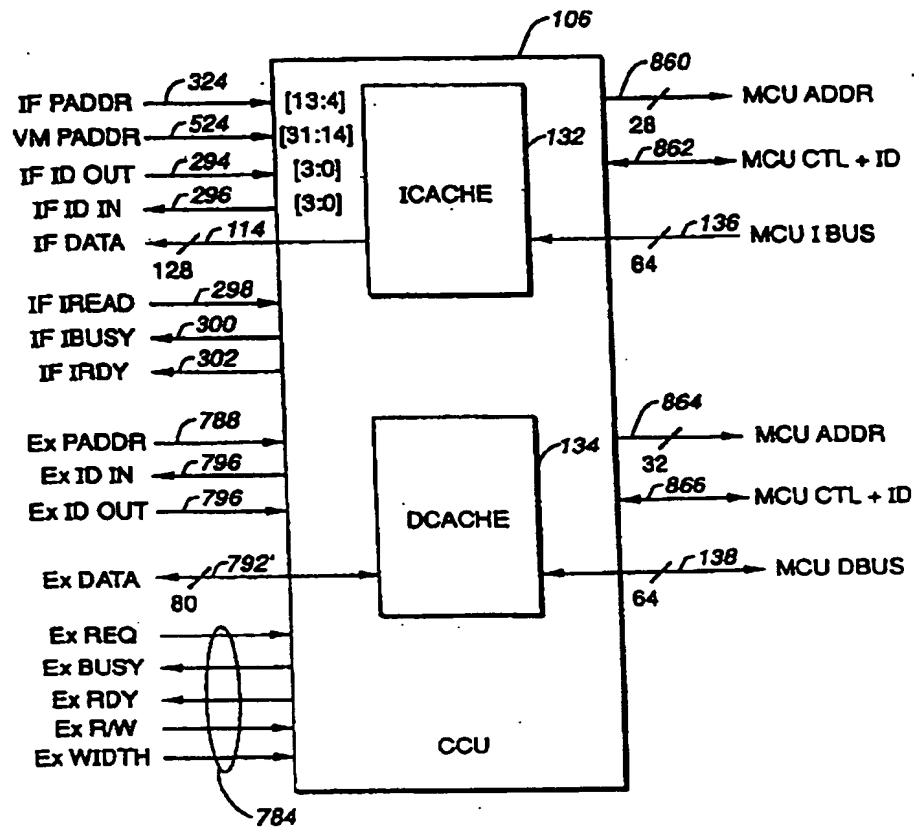 106
IF PADDR 324 [13:4] 860 MCU ADDR
28
VM PADDR 524 [31:14] 132
IF ID OUT 294 [3:0] 862 MCU CTL + ID
IF ID IN 296 [3:0] ICACHE
IF DATA 114 136 MCU I BUS
128 64
IF IREAD 298
IF IBUSY 300
IF IRDY 302
Ex PADDR 788 134 864 MCU ADDR
32
Ex ID IN 796
Ex ID OUT 796 DCACHE 866 MCU CTL + ID
Ex DATA 792' 138 MCU DBUS
80 64
Ex REQ
Ex BUSY
Ex RDY
Ex R/W
Ex WIDTH CCU
784